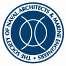 THE SOCIETY OF NAVAL ARCHITECTS & MARINE ENGINEERS